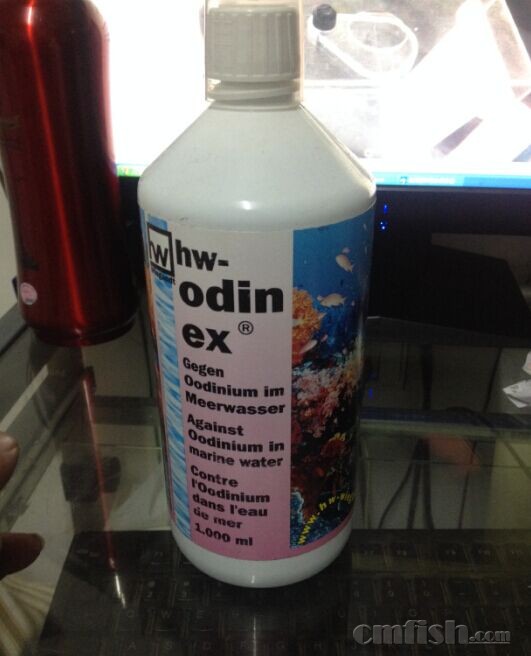 hw
hw-
odin
ex®
Gegen
Oodinium im
Meerwasser
Against
Oodinium in
marine water
Contre
l'Oodinium
dans l'eau
de mer
1.000 ml
cmfish.com